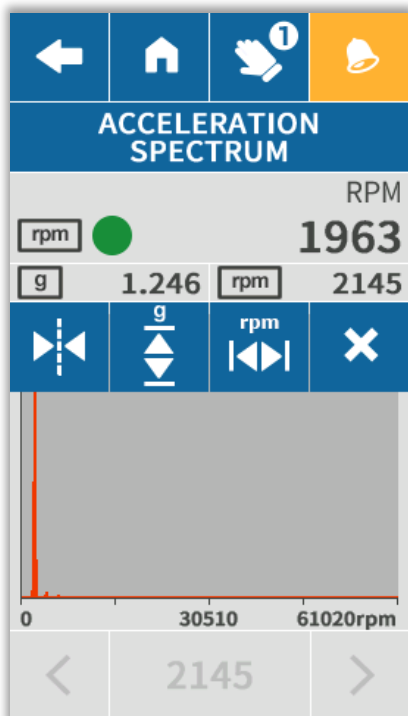 1
ACCELERATION
SPECTRUM
RPM
rpm 1963
g 1.246 rpm 2145
g rpm
0 30510 61020rpm
2145